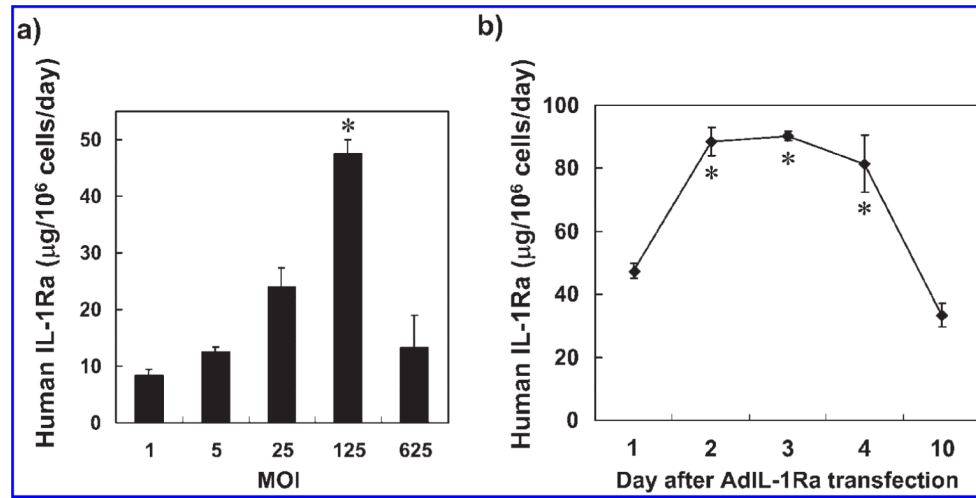 a)
Human IL-1Ra (μg/10⁶ cells/day)
50
40
30
20
10
0
*
1 5 25 125 625
MOI
b)
Human IL-1Ra (μg/10⁶ cells/day)
100
80
60
40
20
0
* * *
1 2 3 4 10
Day after AdIL-1Ra transfection